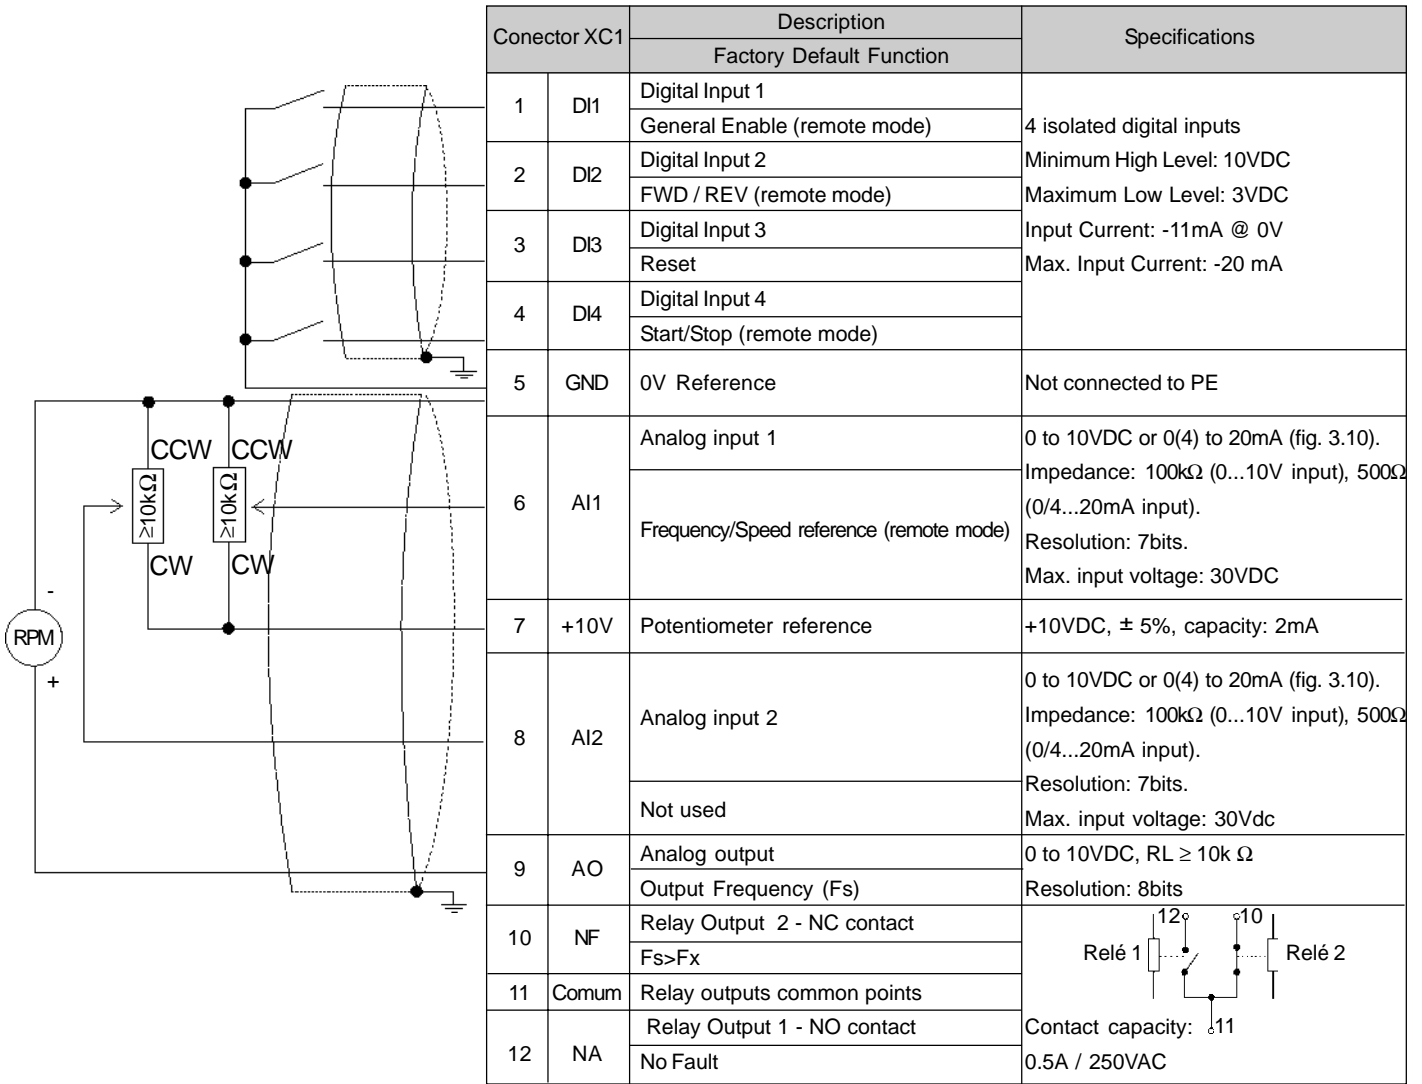 Conector XC1
Description
Factory Default Function
Specifications
1
DI1
Digital Input 1
General Enable (remote mode)
2
DI2
Digital Input 2
FWD / REV (remote mode)
3
DI3
Digital Input 3
Reset
4
DI4
Digital Input 4
Start/Stop (remote mode)
4 isolated digital inputs
Minimum High Level: 10VDC
Maximum Low Level: 3VDC
Input Current: -11mA @ 0V
Max. Input Current: -20 mA
5
GND
0V Reference
Not connected to PE
CCW
CCW
≥10kΩ
≥10kΩ
CW
CW
-
RPM
+
6
AI1
Analog input 1
Frequency/Speed reference (remote mode)
0 to 10VDC or 0(4) to 20mA (fig. 3.10).
Impedance: 100kΩ (0...10V input), 500Ω
(0/4...20mA input).
Resolution: 7bits.
Max. input voltage: 30VDC
7
+10V
Potentiometer reference
+10VDC, ± 5%, capacity: 2mA
8
AI2
Analog input 2
Not used
0 to 10VDC or 0(4) to 20mA (fig. 3.10).
Impedance: 100kΩ (0...10V input), 500Ω
(0/4...20mA input).
Resolution: 7bits.
Max. input voltage: 30Vdc
9
AO
Analog output
Output Frequency (Fs)
0 to 10VDC, RL ≥ 10k Ω
Resolution: 8bits
10
NF
Relay Output 2 - NC contact
Fs>Fx
11
Comum
Relay outputs common points
12
NA
Relay Output 1 - NO contact
No Fault
12
10
Relé 1
Relé 2
Contact capacity:
11
0.5A / 250VAC